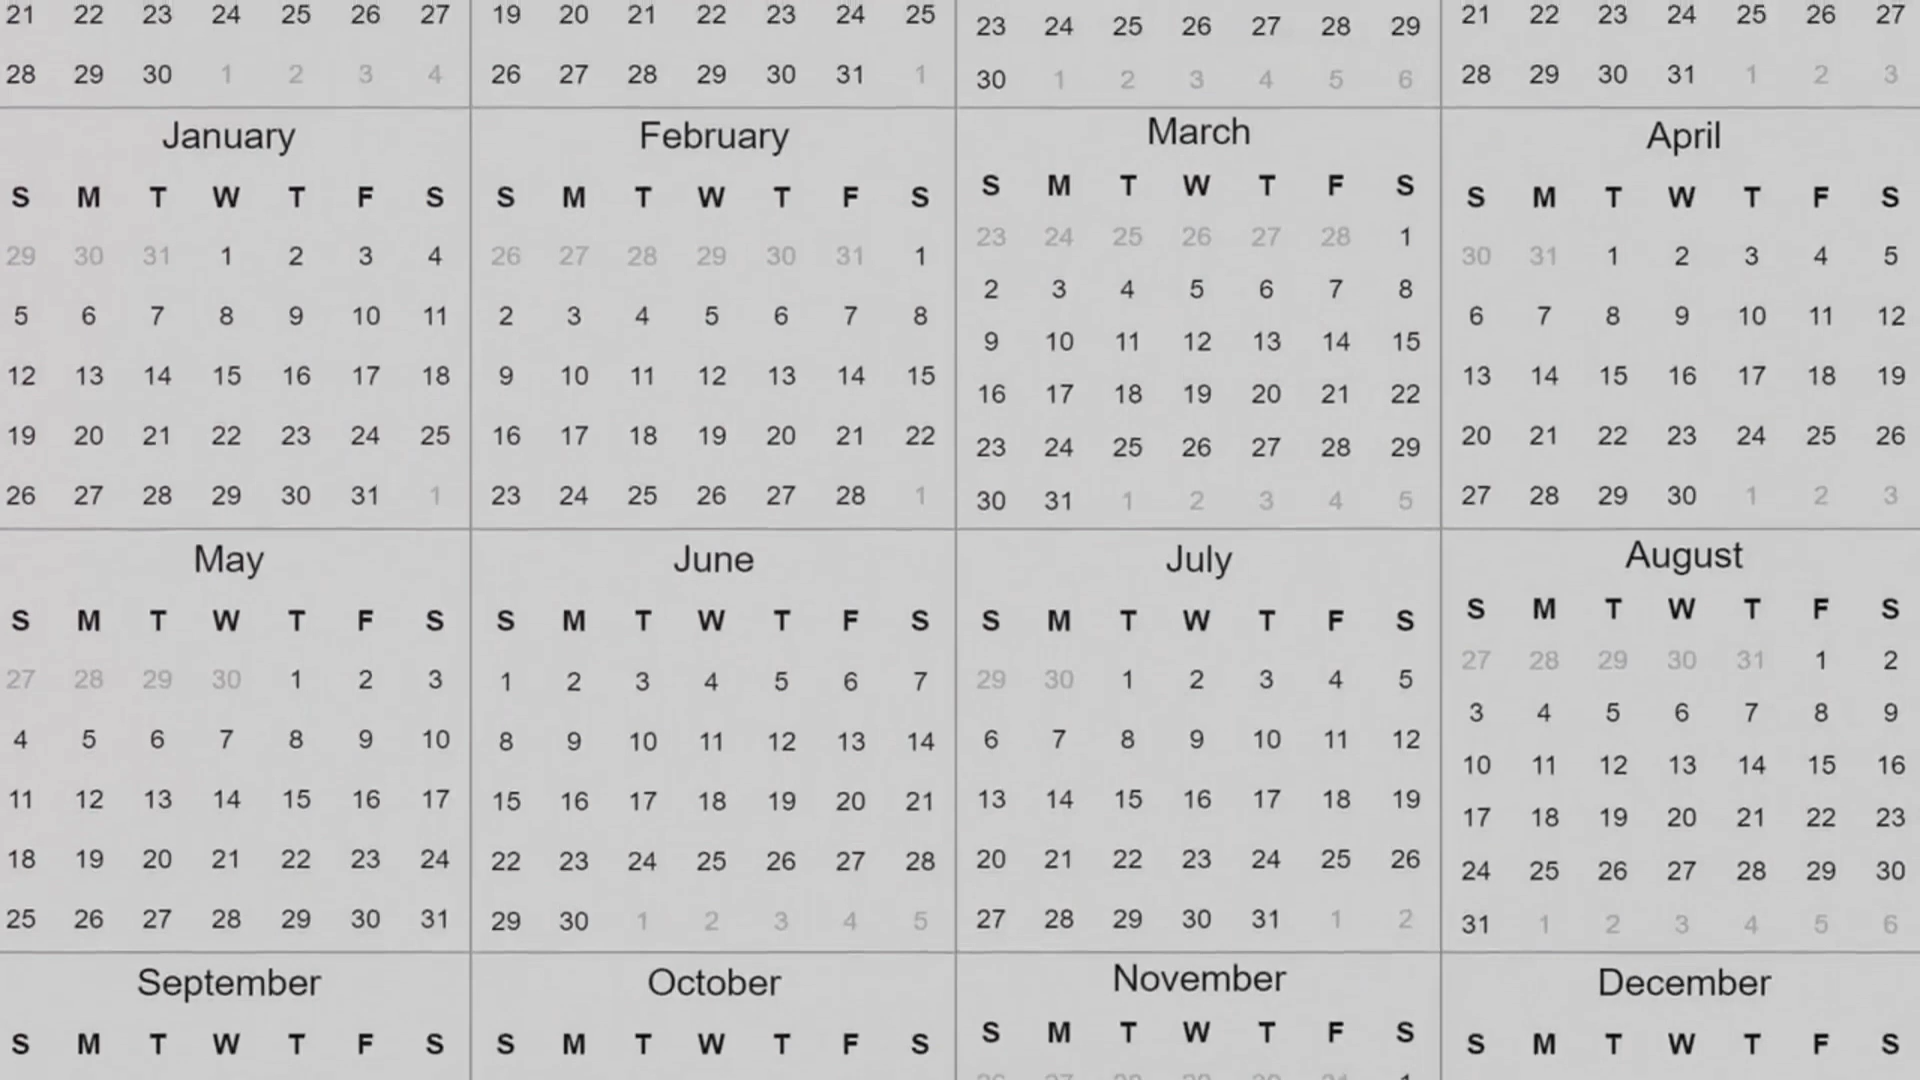 21 22 23 24 25 26 27
28 29 30 1 2 3 4
19 20 21 22 23 24 25
26 27 28 29 30 31 1
23 24 25 26 27 28 29
30 1 2 3 4 5 6
21 22 23 24 25 26 27
28 29 30 31 1 2 3
January
S M T W T F S
29 30 31 1 2 3 4
5 6 7 8 9 10 11
12 13 14 15 16 17 18
19 20 21 22 23 24 25
26 27 28 29 30 31 1
February
S M T W T F S
26 27 28 29 30 31 1
2 3 4 5 6 7 8
9 10 11 12 13 14 15
16 17 18 19 20 21 22
23 24 25 26 27 28 1
March
S M T W T F S
23 24 25 26 27 28 1
2 3 4 5 6 7 8
9 10 11 12 13 14 15
16 17 18 19 20 21 22
23 24 25 26 27 28 29
30 31 1 2 3 4 5
April
S M T W T F S
30 31 1 2 3 4 5
6 7 8 9 10 11 12
13 14 15 16 17 18 19
20 21 22 23 24 25 26
27 28 29 30 1 2 3
May
S M T W T F S
27 28 29 30 1 2 3
4 5 6 7 8 9 10
11 12 13 14 15 16 17
18 19 20 21 22 23 24
25 26 27 28 29 30 31
June
S M T W T F S
1 2 3 4 5 6 7
8 9 10 11 12 13 14
15 16 17 18 19 20 21
22 23 24 25 26 27 28
29 30 1 2 3 4 5
July
S M T W T F S
29 30 1 2 3 4 5
6 7 8 9 10 11 12
13 14 15 16 17 18 19
20 21 22 23 24 25 26
27 28 29 30 31 1 2
August
S M T W T F S
27 28 29 30 31 1 2
3 4 5 6 7 8 9
10 11 12 13 14 15 16
17 18 19 20 21 22 23
24 25 26 27 28 29 30
31 1 2 3 4 5 6
September
S M T W T F S
October
S M T W T F S
November
S M T W T F S
December
S M T W T F S